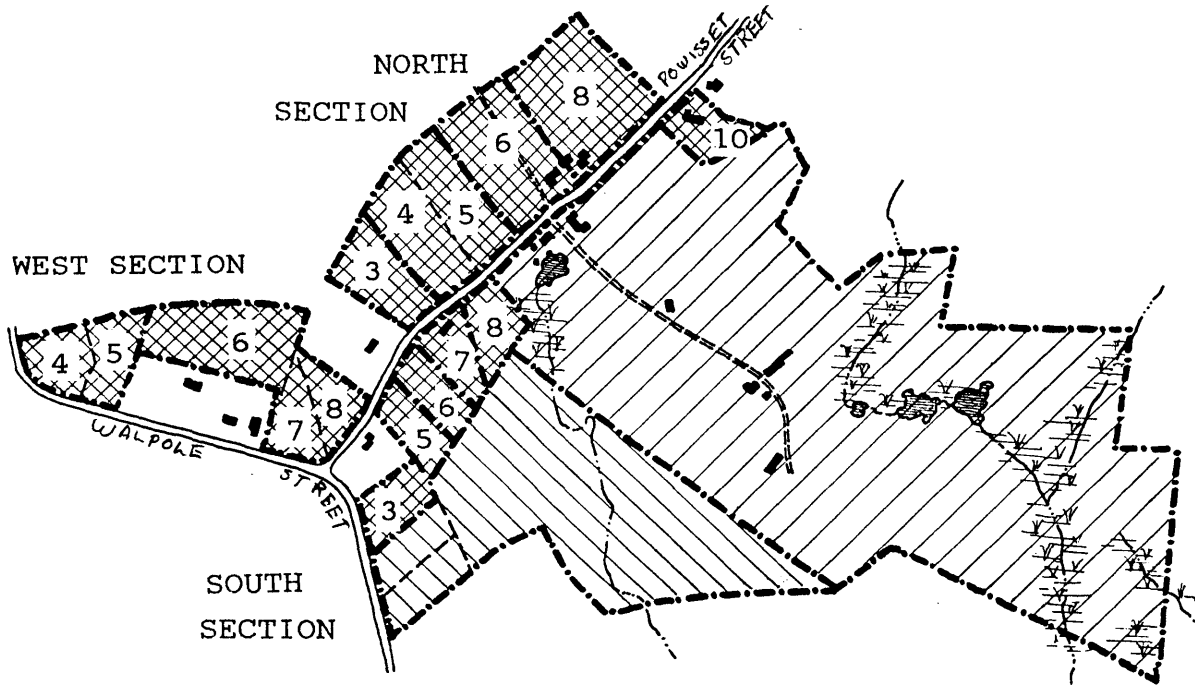 NORTH
SECTION
POWISSET
STREET
8
6
10
4
5
3
WEST SECTION
4
5
6
7
8
8
7
6
5
3
WALPOLE
STREET
SOUTH
SECTION